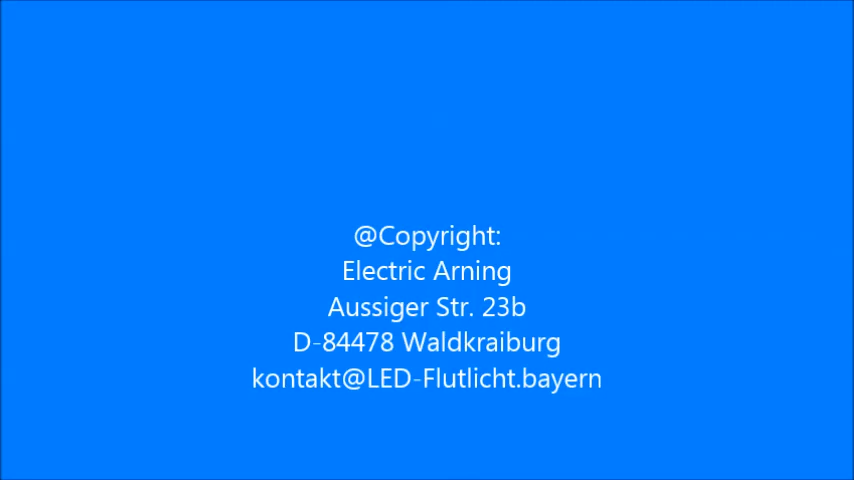 @Copyright:
Electric Arning
Aussiger Str. 23b
D-84478 Waldkraiburg
kontakt@LED-Flutlicht.bayern